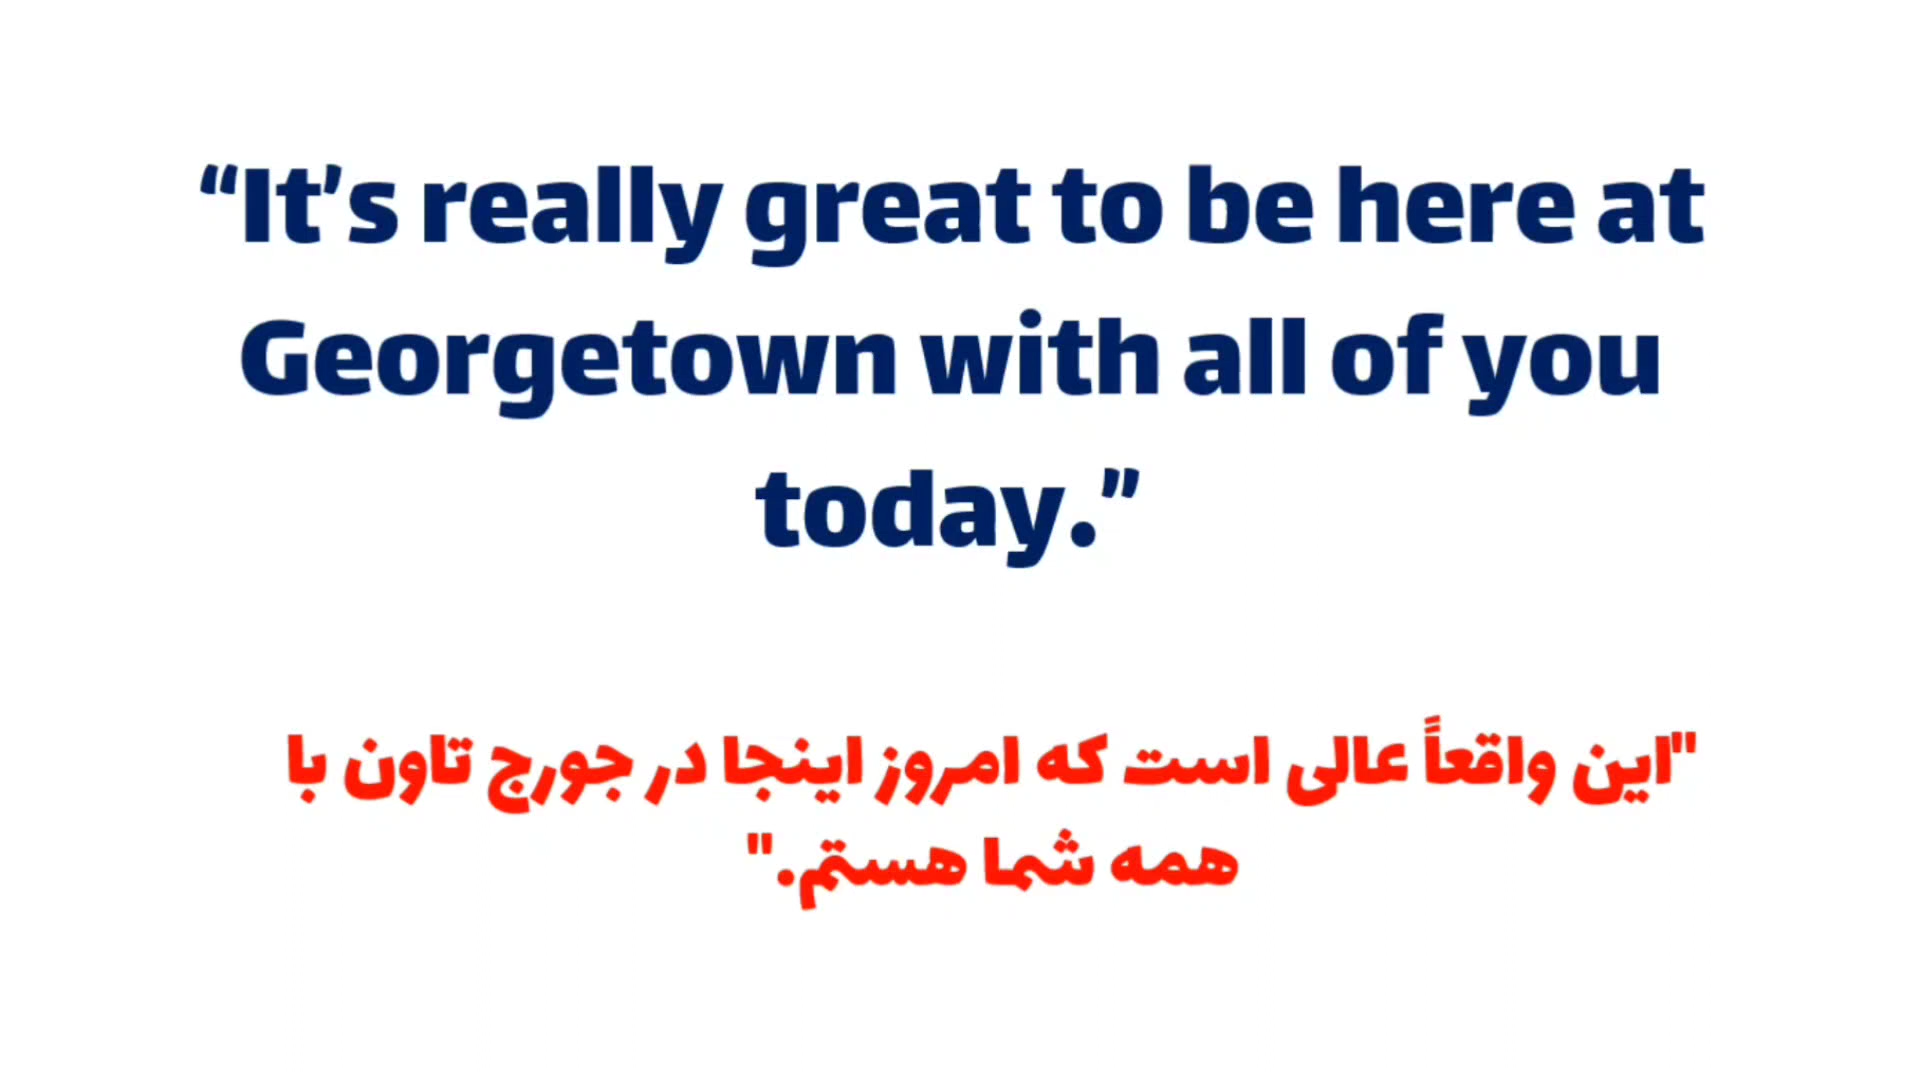 “It’s really great to be here at
Georgetown with all of you
today.”
"این واقعاً عالی است که امروز اینجا در جورج تاون با
همه شما هستم."